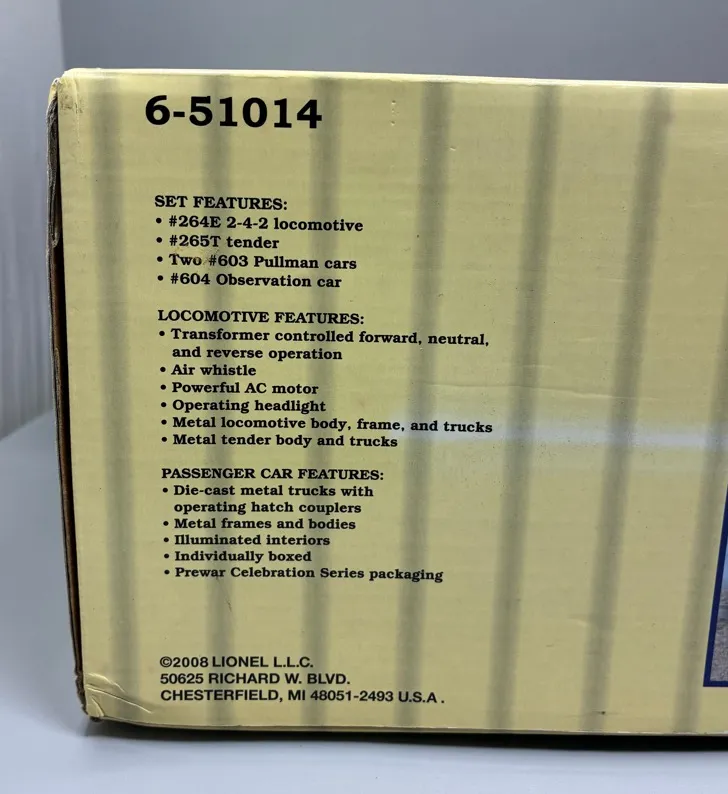 6-51014
SET FEATURES:
• #264E 2-4-2 locomotive
• #265T tender
• Two #603 Pullman cars
• #604 Observation car
LOCOMOTIVE FEATURES:
• Transformer controlled forward, neutral,
and reverse operation
• Air whistle
• Powerful AC motor
• Operating headlight
• Metal locomotive body, frame, and trucks
• Metal tender body and trucks
PASSENGER CAR FEATURES:
• Die-cast metal trucks with
operating hatch couplers
• Metal frames and bodies
• Illuminated interiors
• Individually boxed
• Prewar Celebration Series packaging
©2008 LIONEL L.L.C.
50625 RICHARD W. BLVD.
CHESTERFIELD, MI 48051-2493 U.S.A.